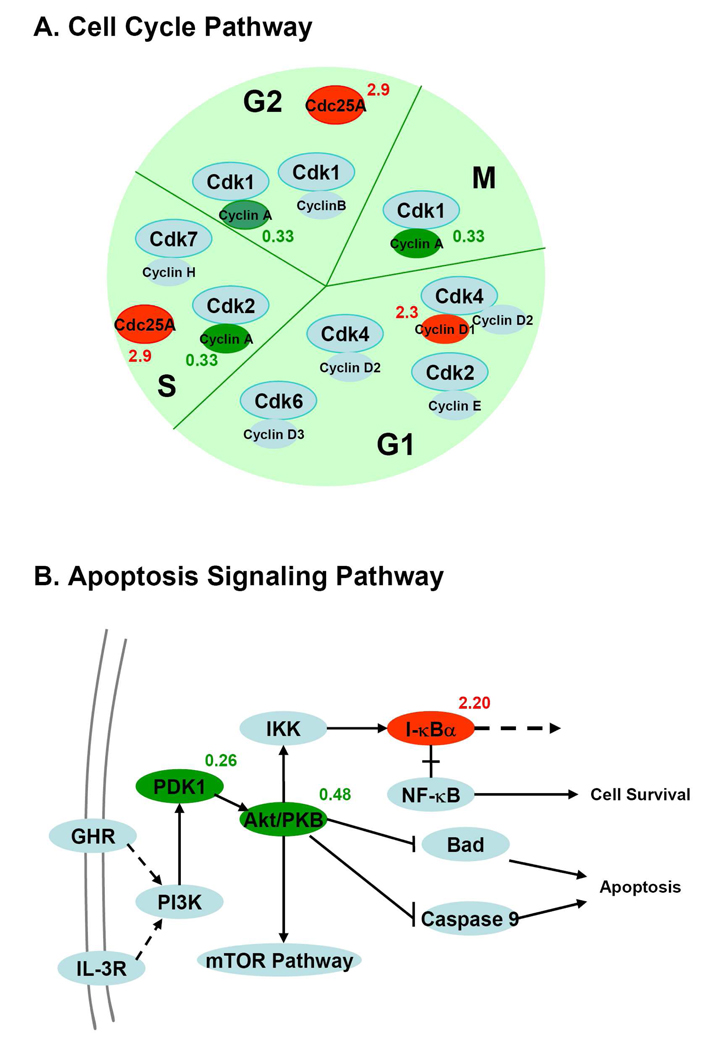 A. Cell Cycle Pathway
G2
Cdc25A
2.9
Cdk1
Cyclin A
0.33
Cdk1
CyclinB
M
Cdk1
Cyclin A
0.33
Cdk7
Cyclin H
Cdc25A
2.9
Cdk2
Cyclin A
0.33
S
Cdk4
2.3
Cyclin D1
Cyclin D2
Cdk4
Cyclin D2
Cdk2
Cyclin E
Cdk6
Cyclin D3
G1
B. Apoptosis Signaling Pathway
2.20
IKK
I-κBα
0.26
PDK1
0.48
NF-κB
Cell Survival
Akt/PKB
GHR
Bad
Apoptosis
PI3K
Caspase 9
IL-3R
mTOR Pathway